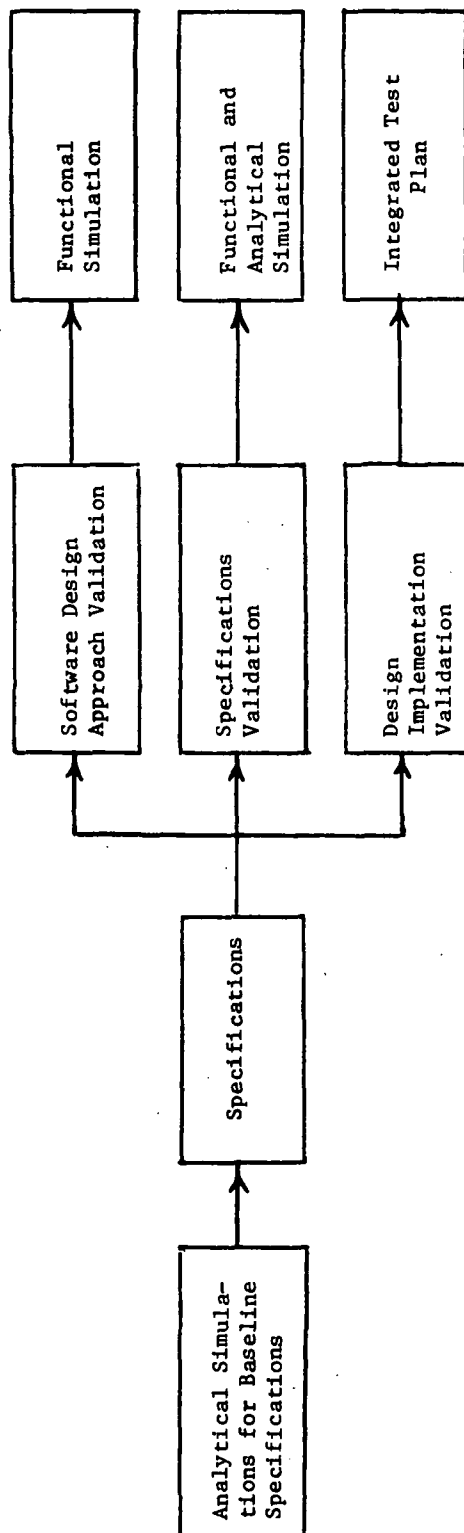 Analytical Simula-
tions for Baseline
Specifications
Specifications
Software Design
Approach Validation
Specifications
Validation
Design
Implementation
Validation
Functional
Simulation
Functional and
Analytical
Simulation
Integrated Test
Plan